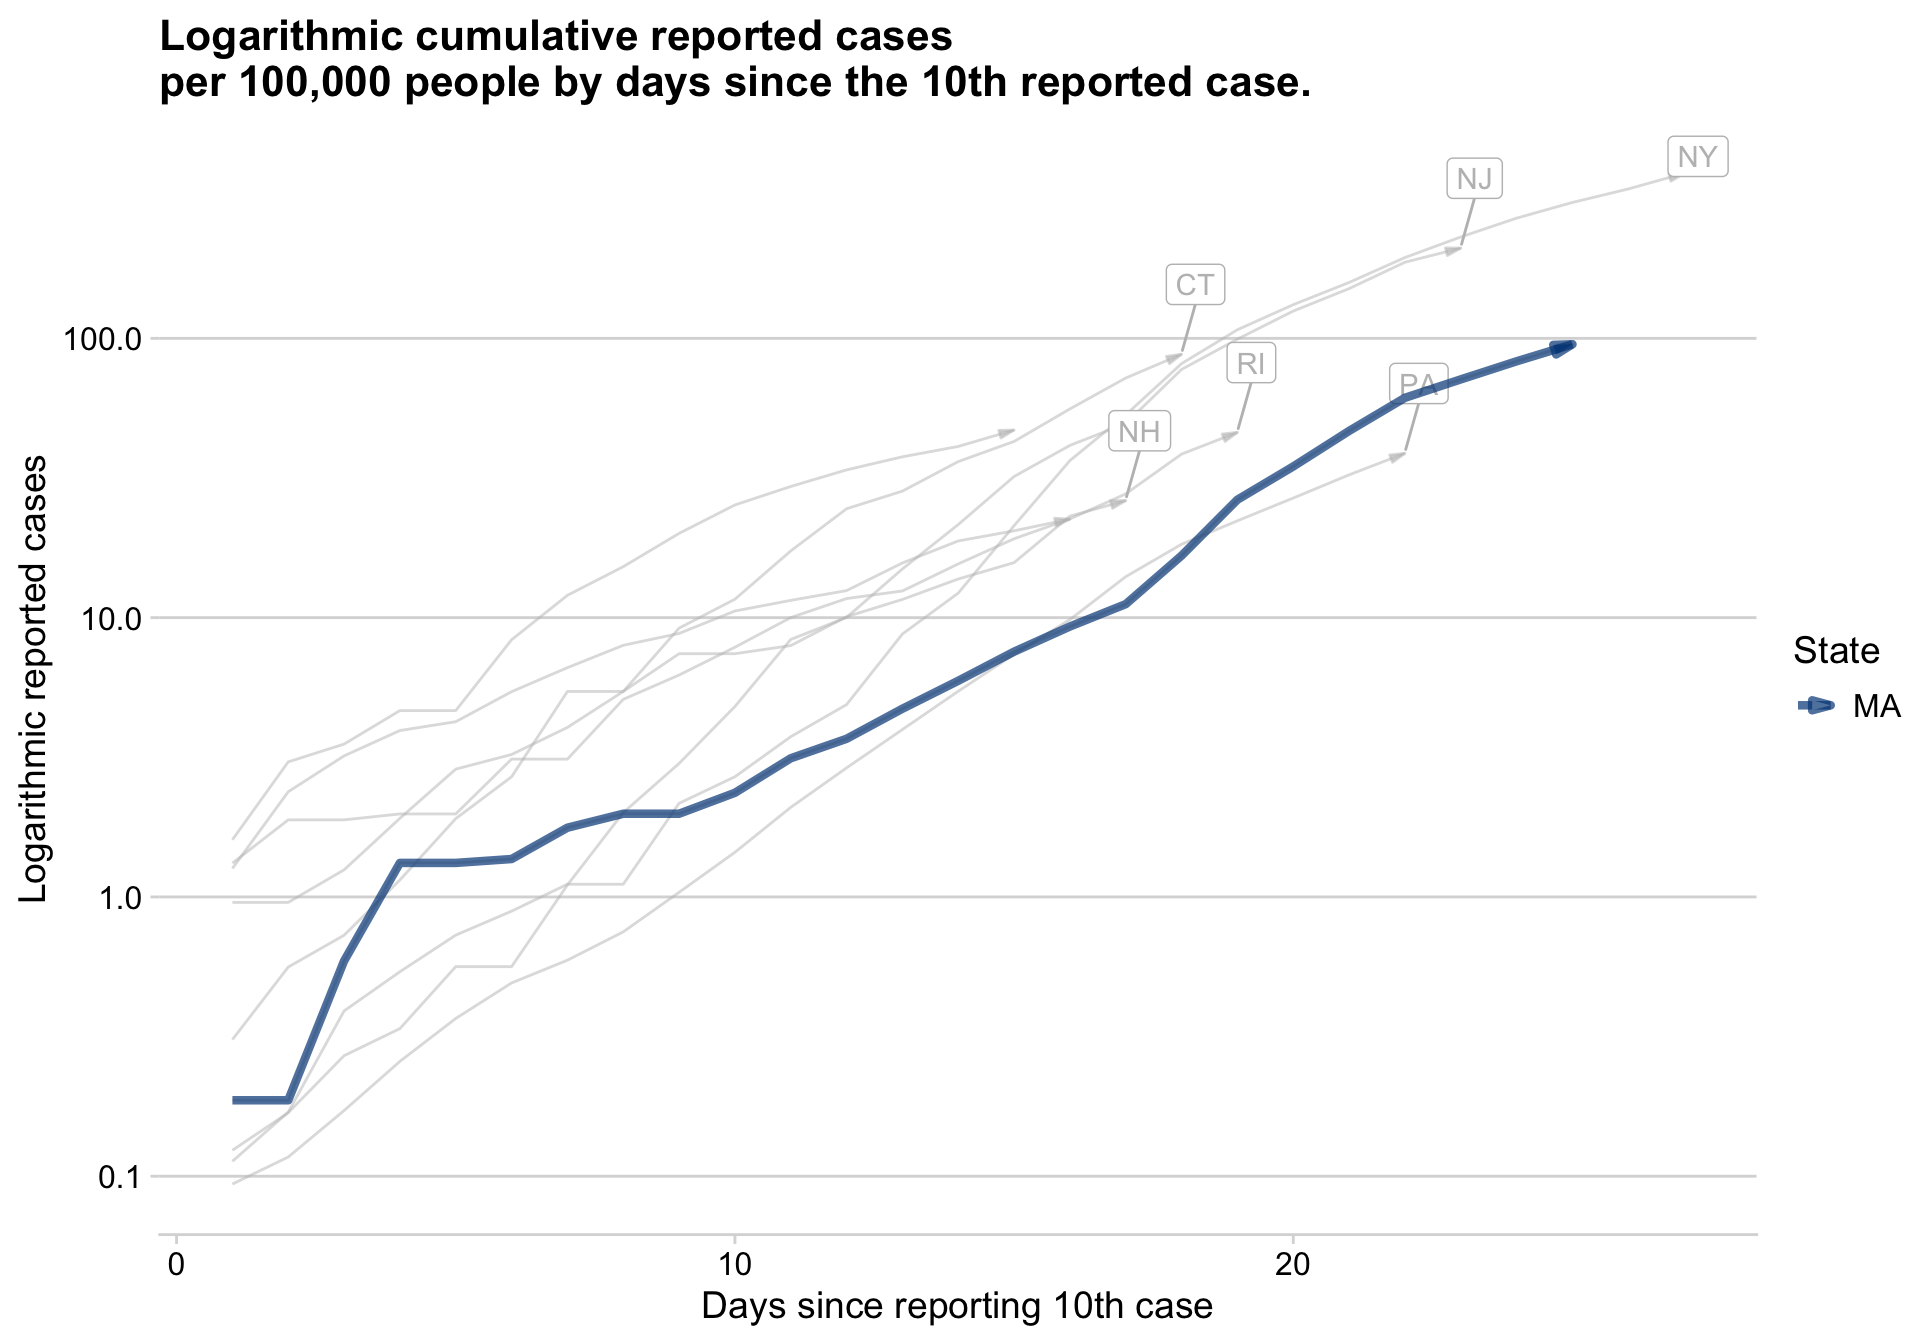 Logarithmic cumulative reported cases
per 100,000 people by days since the 10th reported case.
NY
NJ
CT
100.0
RI
PA
NH
Logarithmic reported cases
10.0
State
MA
1.0
0.1
0
10
20
Days since reporting 10th case